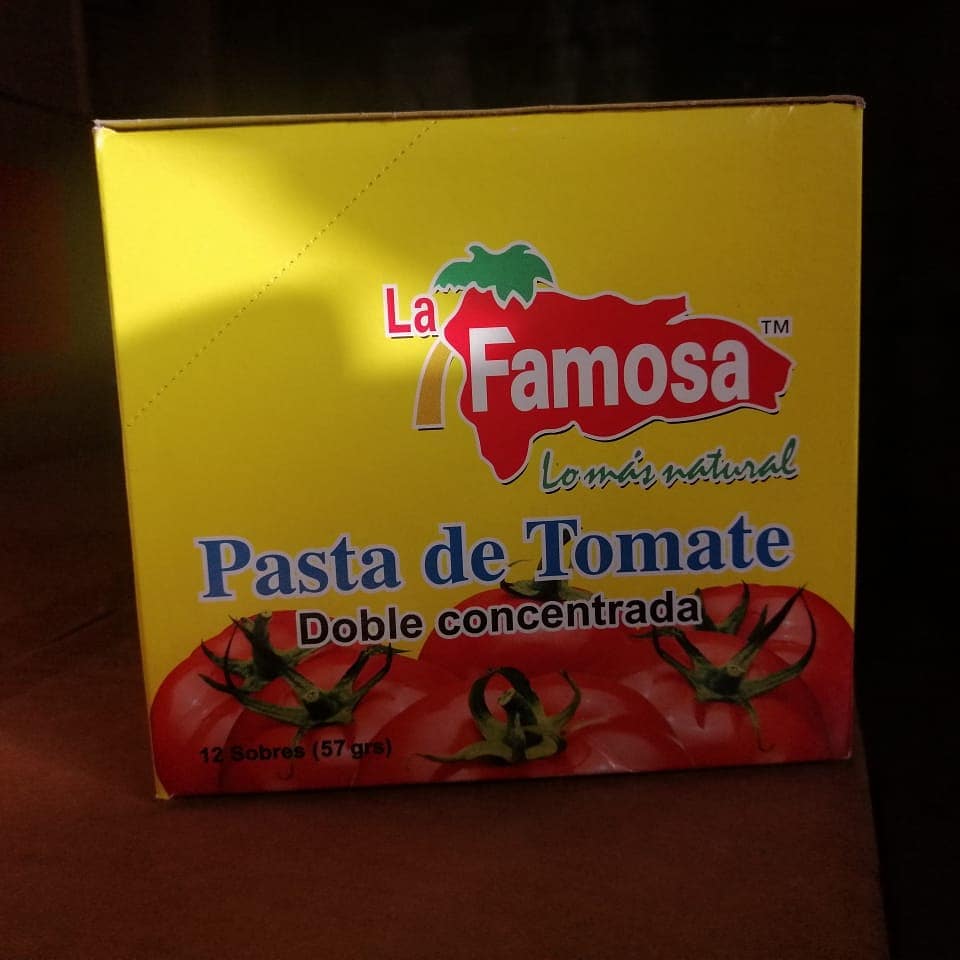 La
Famosa
TM
Lo más natural
Pasta de Tomate
Doble concentrada
12 Sobres (57 grs)